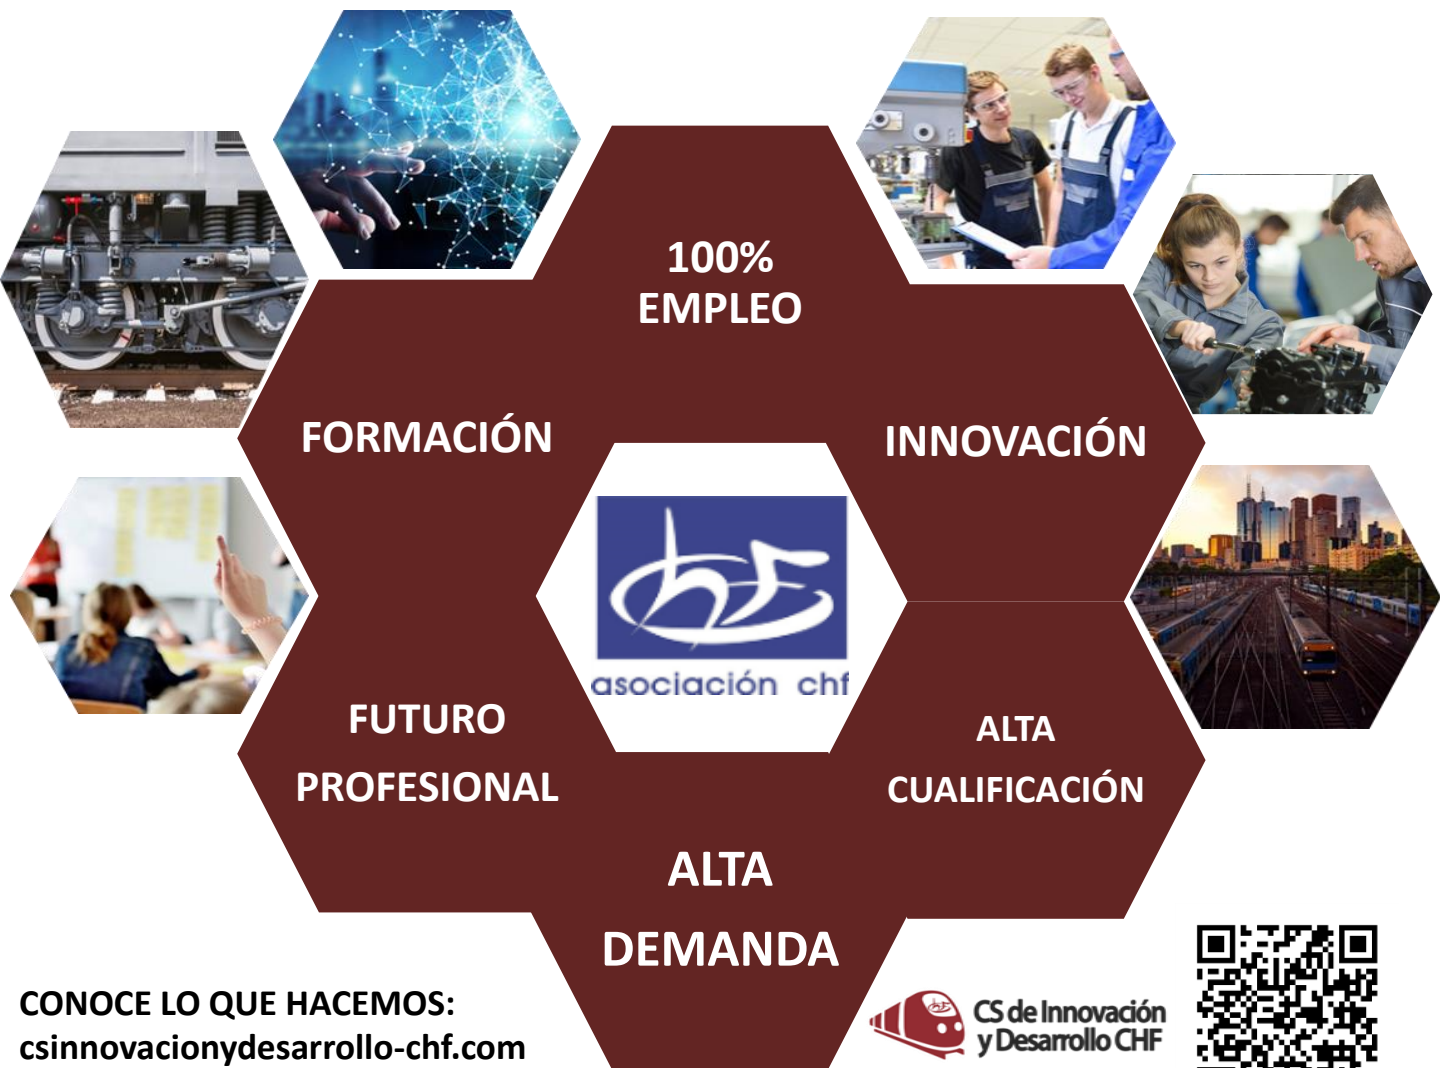 100%
EMPLEO
FORMACIÓN
INNOVACIÓN
chf
asociación chf
FUTURO
PROFESIONAL
ALTA
CUALIFICACIÓN
ALTA
DEMANDA
CONOCE LO QUE HACEMOS:
csinnovacionydesarrollo-chf.com
CS de Innovación
y Desarrollo CHF